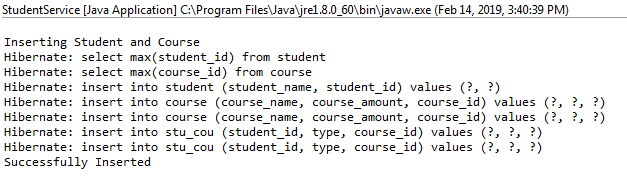 StudentService [Java Application] C:\Program Files\Java\jre1.8.0_60\bin\javaw.exe (Feb 14, 2019, 3:40:39 PM)
Inserting Student and Course
Hibernate: select max(student_id) from student
Hibernate: select max(course_id) from course
Hibernate: insert into student (student_name, student_id) values (?, ?)
Hibernate: insert into course (course_name, course_amount, course_id) values (?, ?, ?)
Hibernate: insert into course (course_name, course_amount, course_id) values (?, ?, ?)
Hibernate: insert into stu_cou (student_id, type, course_id) values (?, ?, ?)
Hibernate: insert into stu_cou (student_id, type, course_id) values (?, ?, ?)
Successfully Inserted